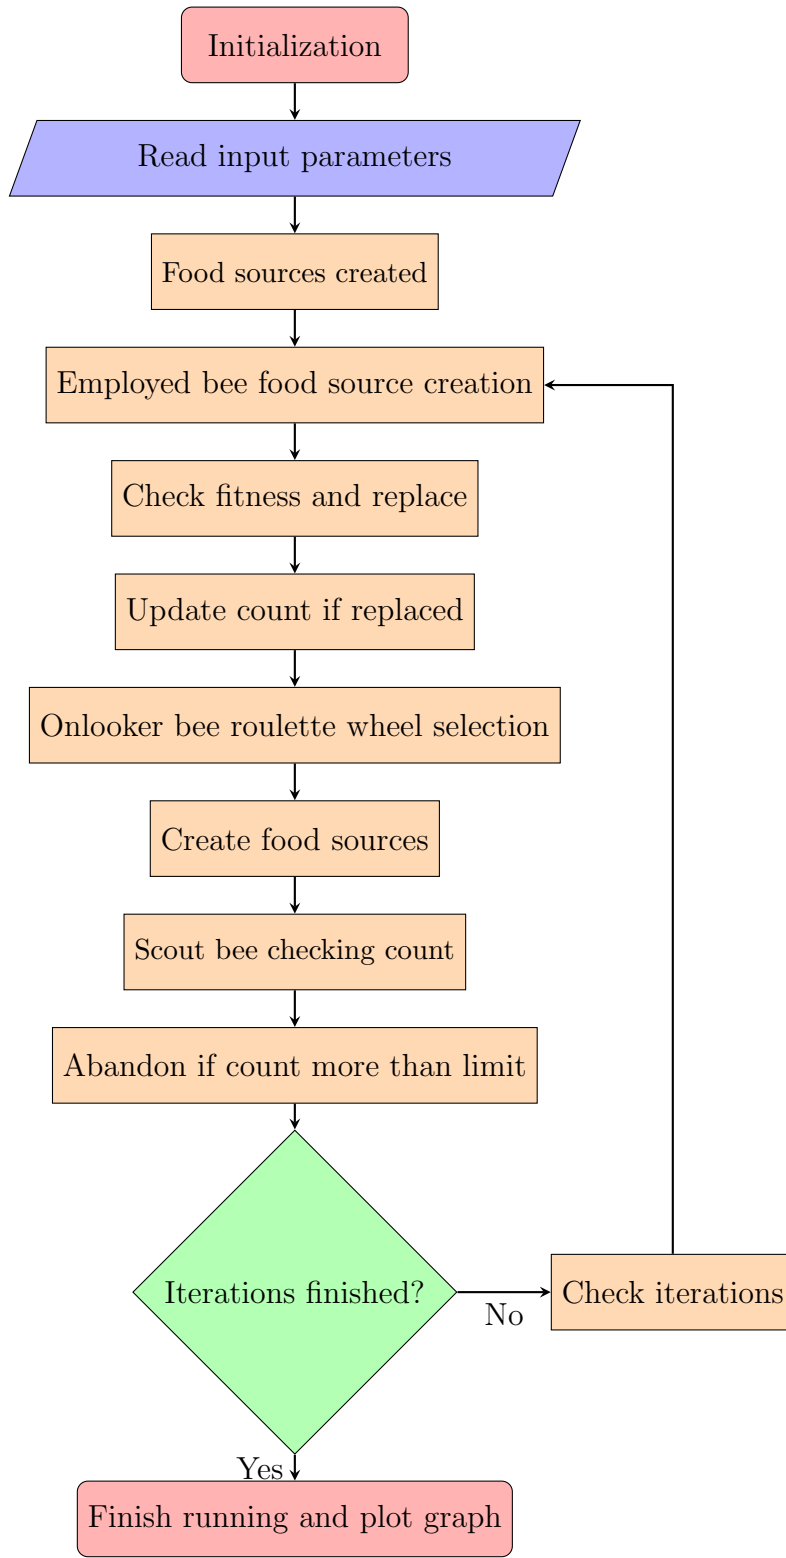 Initialization
Read input parameters
Food sources created
Employed bee food source creation
Check fitness and replace
Update count if replaced
Onlooker bee roulette wheel selection
Create food sources
Scout bee checking count
Abandon if count more than limit
Iterations finished?
No
Check iterations
Yes
Finish running and plot graph